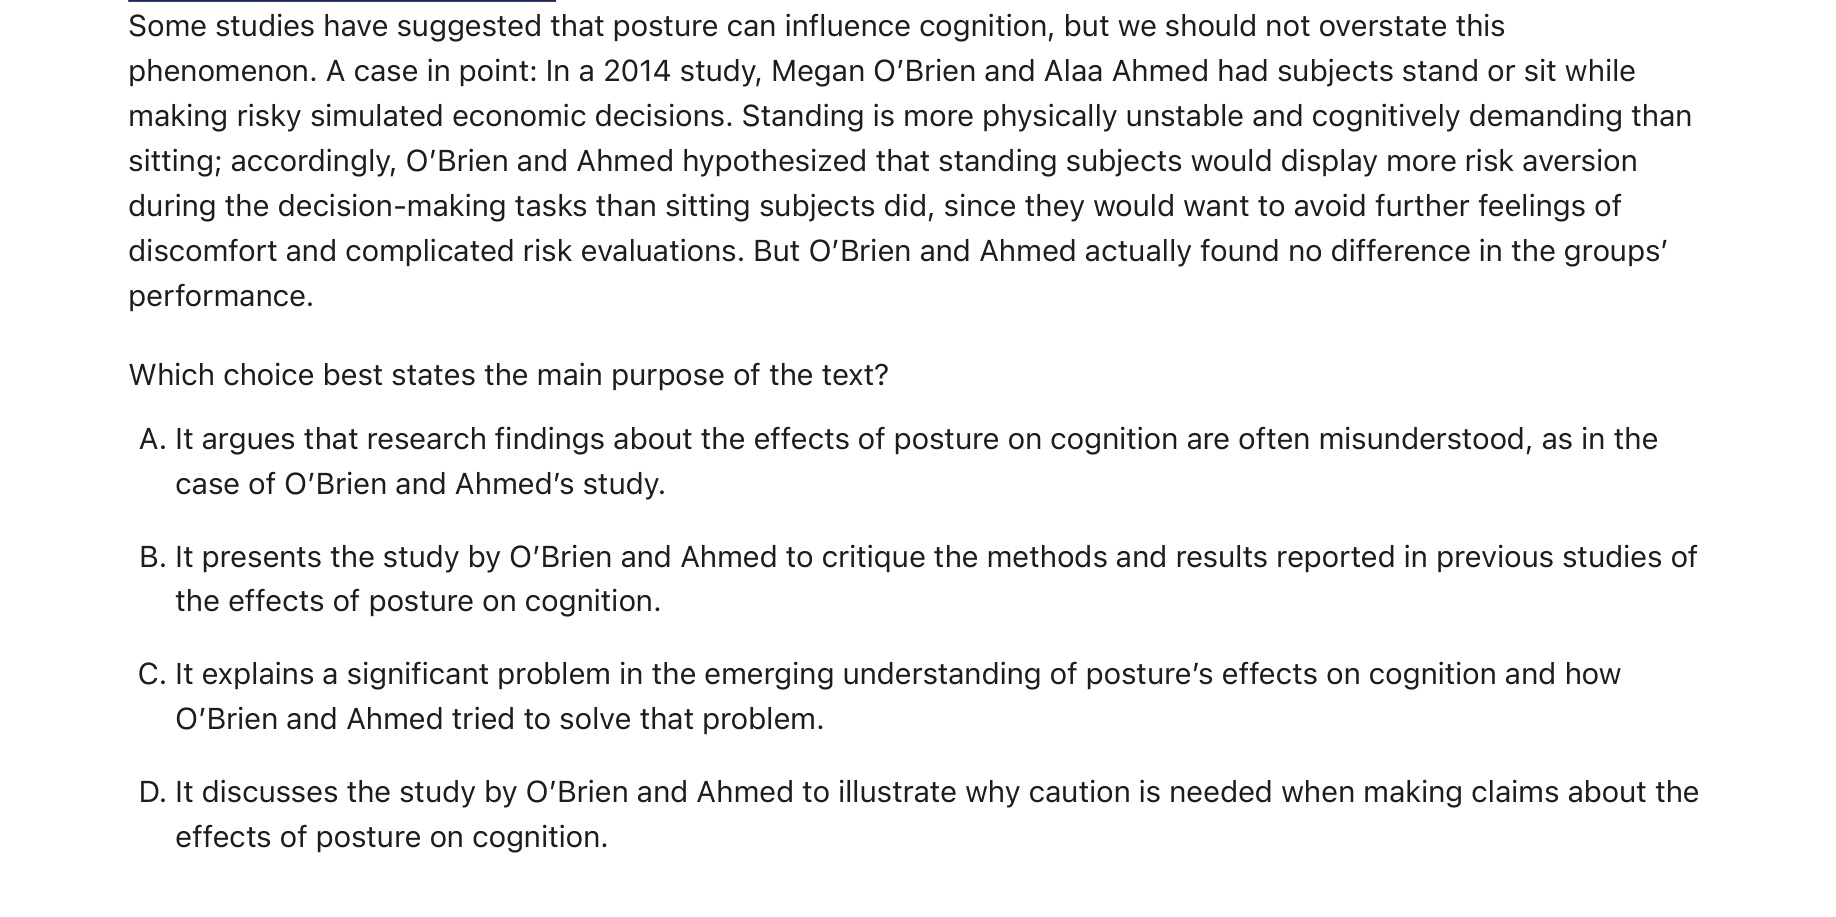 Some studies have suggested that posture can influence cognition, but we should not overstate this
phenomenon. A case in point: In a 2014 study, Megan O’Brien and Alaa Ahmed had subjects stand or sit while
making risky simulated economic decisions. Standing is more physically unstable and cognitively demanding than
sitting; accordingly, O’Brien and Ahmed hypothesized that standing subjects would display more risk aversion
during the decision-making tasks than sitting subjects did, since they would want to avoid further feelings of
discomfort and complicated risk evaluations. But O’Brien and Ahmed actually found no difference in the groups’
performance.
Which choice best states the main purpose of the text?
A. It argues that research findings about the effects of posture on cognition are often misunderstood, as in the
case of O’Brien and Ahmed’s study.
B. It presents the study by O’Brien and Ahmed to critique the methods and results reported in previous studies of
the effects of posture on cognition.
C. It explains a significant problem in the emerging understanding of posture’s effects on cognition and how
O’Brien and Ahmed tried to solve that problem.
D. It discusses the study by O’Brien and Ahmed to illustrate why caution is needed when making claims about the
effects of posture on cognition.